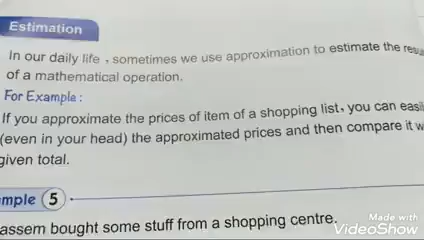 Estimation
In our daily life , sometimes we use approximation to estimate the
of a mathematical operation.
For Example :
If you approximate the prices of item of a shopping list, you can
(even in your head) the approximated prices and then compare it
given total.
5
bought some stuff from a shopping centre.
Made with
VideoShow